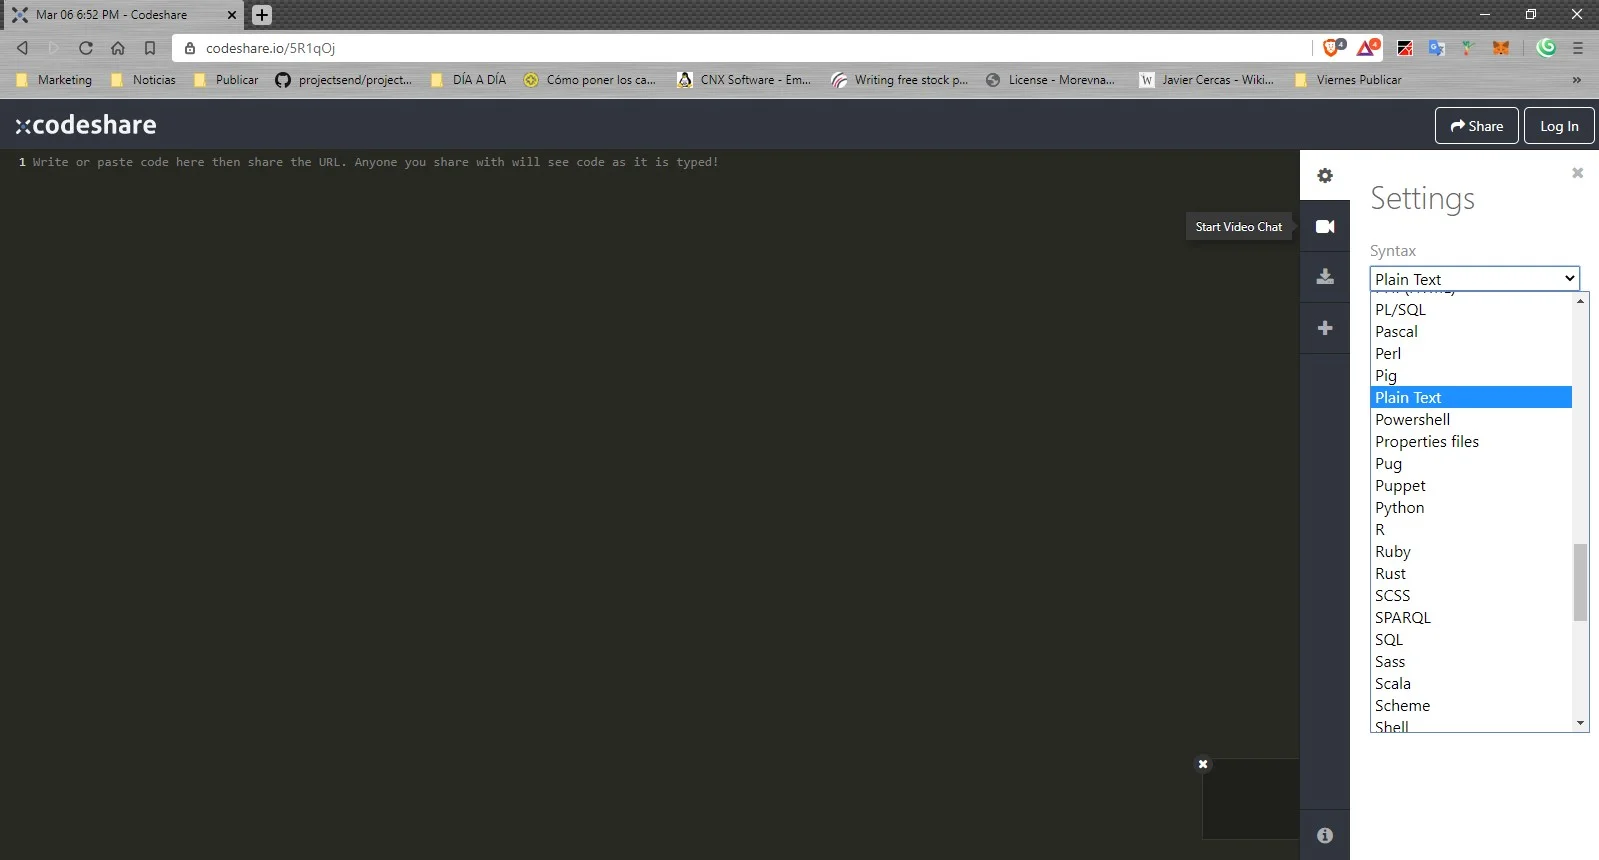 Mar 06 6:52 PM - Codeshare
codeshare.io/5R1qOj
4
4
Marketing
Noticias
Publicar
projectsend/project...
DÍA A DÍA
Cómo poner los ca...
CNX Software - Em...
Writing free stock p...
License - Morevna...
W
Javier Cercas - Wiki...
Viernes Publicar
»
codeshare
Share
Log In
1 Write or paste code here then share the URL. Anyone you share with will see code as it is typed!
Settings
Start Video Chat
Syntax
Plain Text
PL/SQL
Pascal
Perl
Pig
Plain Text
Powershell
Properties files
Pug
Puppet
Python
R
Ruby
Rust
SCSS
SPARQL
SQL
Sass
Scala
Scheme
Shell